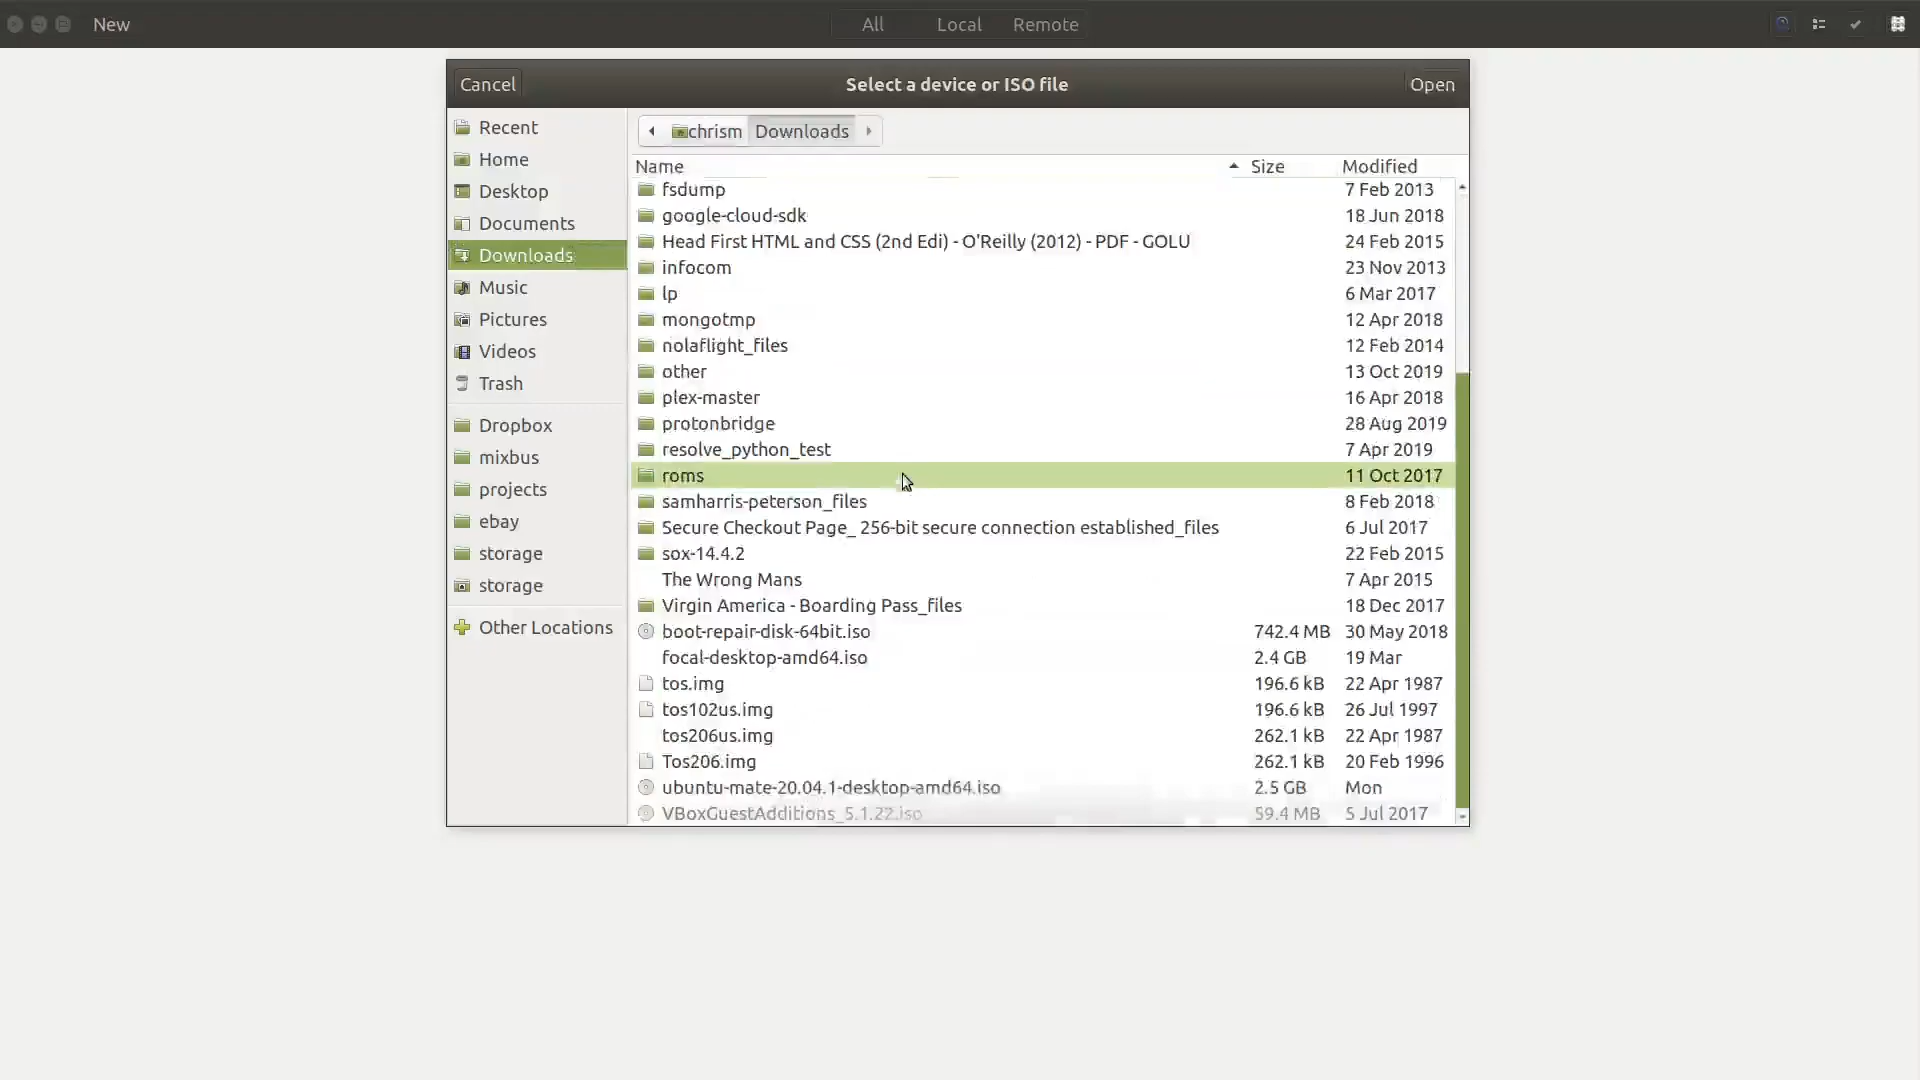 New
All Local Remote
Cancel
Select a device or ISO file
Open
Recent
Home
Desktop
Documents
Downloads
Music
Pictures
Videos
Trash
Dropbox
mixbus
projects
ebay
storage
storage
Other Locations
chrism Downloads
Name Size Modified
fsdump 7 Feb 2013
google-cloud-sdk 18 Jun 2018
Head First HTML and CSS (2nd Edi) - O'Reilly (2012) - PDF - GOLU 24 Feb 2015
infocom 23 Nov 2013
lp 6 Mar 2017
mongotmp 12 Apr 2018
nolaflight_files 12 Feb 2014
other 13 Oct 2019
plex-master 16 Apr 2018
protonbridge 28 Aug 2019
resolve_python_test 7 Apr 2019
roms 11 Oct 2017
samharris-peterson_files 8 Feb 2018
Secure Checkout Page_ 256-bit secure connection established_files 6 Jul 2017
sox-14.4.2 22 Feb 2015
The Wrong Mans 7 Apr 2015
Virgin America - Boarding Pass_files 18 Dec 2017
boot-repair-disk-64bit.iso 742.4 MB 30 May 2018
focal-desktop-amd64.iso 2.4 GB 19 Mar
tos.img 196.6 kB 22 Apr 1987
tos102us.img 196.6 kB 26 Jul 1997
tos206us.img 262.1 kB 22 Apr 1987
Tos206.img 262.1 kB 20 Feb 1996
ubuntu-mate-20.04.1-desktop-amd64.iso 2.5 GB Mon
VBoxGuestAdditions_5.1.22.iso 59.4 MB 5 Jul 2017